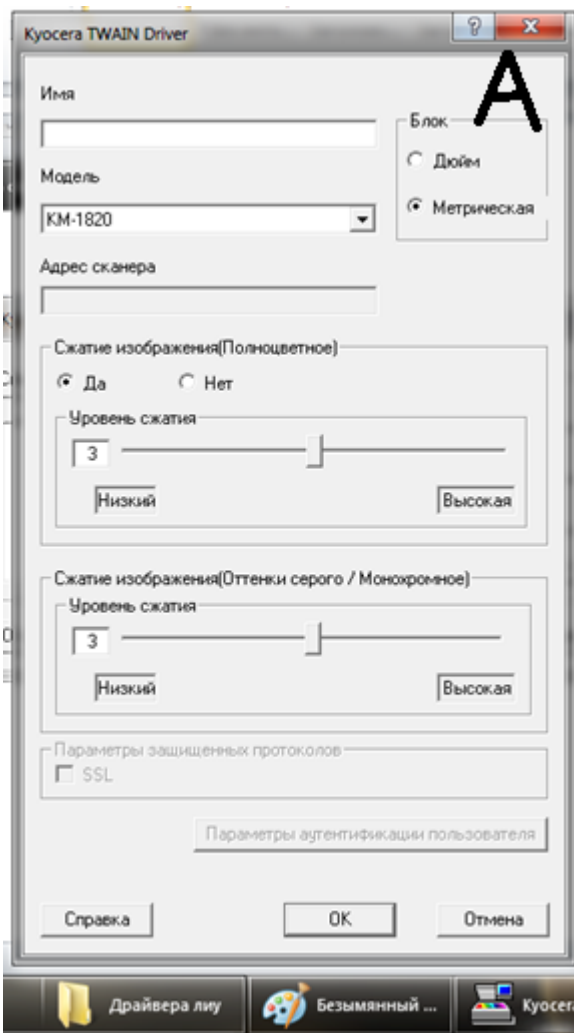 Kyocera TWAIN Driver
? X
A
Имя
Блок
Дюйм
Метрическая
Модель
KM-1820
Адрес сканера
Сжатие изображения(Полноцветное)
Да Нет
Уровень сжатия
3
Низкий Высокая
Сжатие изображения(Оттенки серого / Монохромное)
Уровень сжатия
3
Низкий Высокая
Параметры защищенных протоколов
SSL
Параметры аутентификации пользователя
Справка OK Отмена
Драйвера лиу Безымянный ... Kyocer